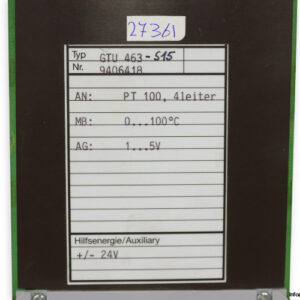 27361
Typ GTU 463-S15
Nr. 9406418
AN: PT 100, 4leiter
MB: 0...100°C
AG: 1...5V
Hilfsenergie/Auxiliary
+/- 24V